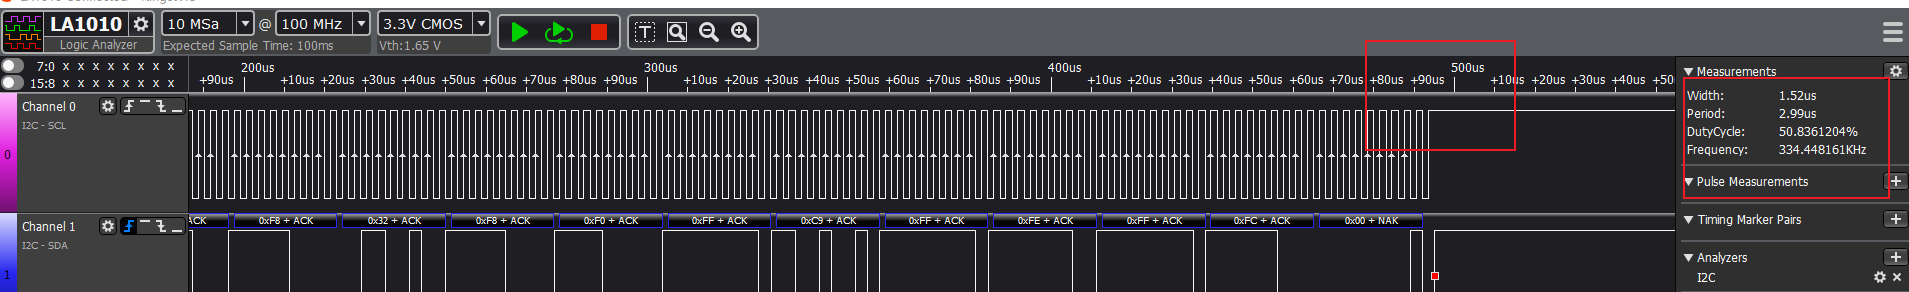 LA1010
Logic Analyzer
10 MSa @ 100 MHz 3.3V CMOS
Expected Sample Time: 100ms Vth:1.65 V
T
7:0 x x x x x x x x
15:8 x x x x x x x x
200us 300us 400us 500us
+90us +10us +20us +30us +40us +50us +60us +70us +80us +90us +10us +20us +30us +40us +50us +60us +70us +80us +90us +10us +20us +30us +40us +50us +60us +70us +80us +90us +10us +20us +30us +40us
Channel 0
I2C - SCL
0
Channel 1
I2C - SDA
1
ACK 0xF8 + ACK 0x32 + ACK 0xF8 + ACK 0xF0 + ACK 0xFF + ACK 0xC9 + ACK 0xFF + ACK 0xFE + ACK 0xFF + ACK 0xFC + ACK 0x00 + NAK
Measurements
Width: 1.52us
Period: 2.99us
DutyCycle: 50.8361204%
Frequency: 334.448161KHz
Pulse Measurements
Timing Marker Pairs
Analyzers
I2C